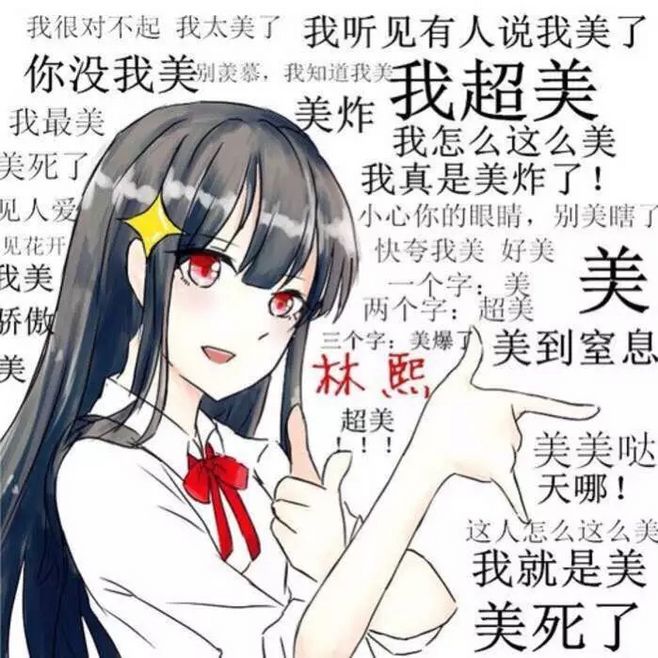 我很对不起 我太美了
我听见有人说我美了
你没我美
别羡慕，我知道我美
我超美
我最美
美炸
我怎么这么美
美死了
我真是美炸了！
见人爱
小心你的眼睛，别美瞎了
见花开
快夸我美 好美
我美
一个字：美
美
骄傲
两个字：超美
三个字：美爆了
美到窒息
美
林熙
超美
！！！
美美哒
天哪！
这人怎么这么美
我就是美
美死了